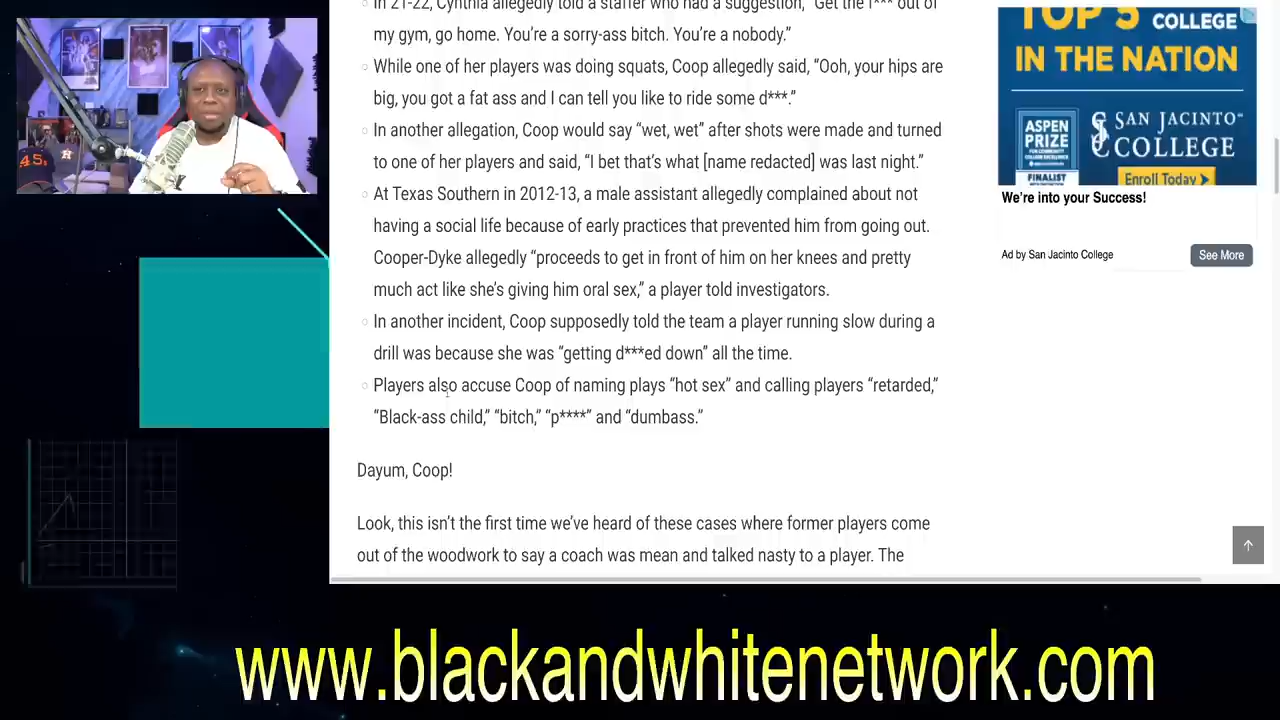 In 21-22, Cynthia allegedly told a staffer who had a suggestion, “Get the f*** out of
my gym, go home. You’re a sorry-ass bitch. You’re a nobody.”
While one of her players was doing squats, Coop allegedly said, “Ooh, your hips are
big, you got a fat ass and I can tell you like to ride some d***.”
In another allegation, Coop would say “wet, wet” after shots were made and turned
to one of her players and said, “I bet that’s what [name redacted] was last night.”
At Texas Southern in 2012-13, a male assistant allegedly complained about not
having a social life because of early practices that prevented him from going out.
Cooper-Dyke allegedly “proceeds to get in front of him on her knees and pretty
much act like she’s giving him oral sex,” a player told investigators.
In another incident, Coop supposedly told the team a player running slow during a
drill was because she was “getting d***ed down” all the time.
Players also accuse Coop of naming plays “hot sex” and calling players “retarded,”
“Black-ass child,” “bitch,” “p****” and “dumbass.”
Dayum, Coop!
Look, this isn’t the first time we’ve heard of these cases where former players come
out of the woodwork to say a coach was mean and talked nasty to a player. The
TOP 5 COLLEGE
IN THE NATION
ASPEN
PRIZE
FINALIST
SAN JACINTO
COLLEGE
Enroll Today
We’re into your Success!
Ad by San Jacinto College
See More
45s
www.blackandwhitenetwork.com